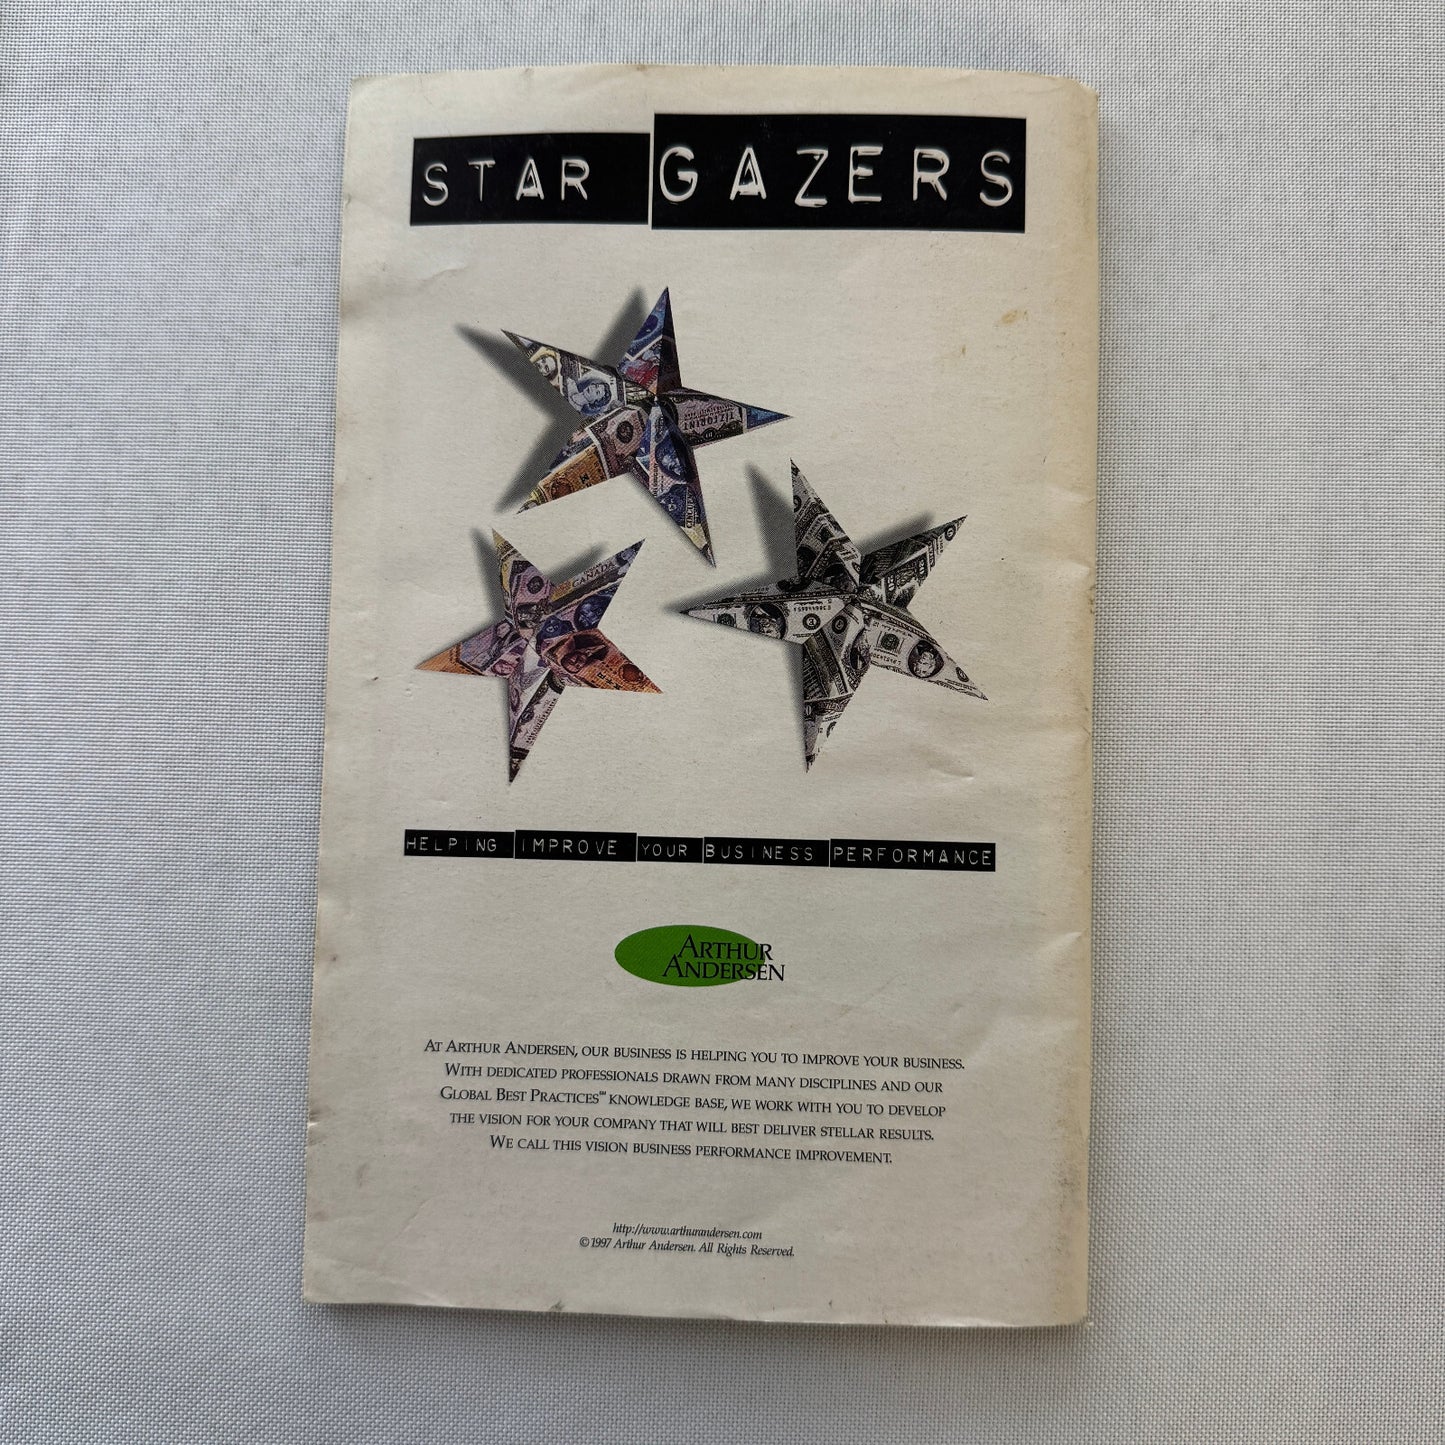 STAR GAZERS
TIZ FORINT
CANADA
HELPING IMPROVE YOUR BUSINESS PERFORMANCE
ARTHUR
ANDERSEN
AT ARTHUR ANDERSEN, OUR BUSINESS IS HELPING YOU TO IMPROVE YOUR BUSINESS.
WITH DEDICATED PROFESSIONALS DRAWN FROM MANY DISCIPLINES AND OUR
GLOBAL BEST PRACTICES℠ KNOWLEDGE BASE, WE WORK WITH YOU TO DEVELOP
THE VISION FOR YOUR COMPANY THAT WILL BEST DELIVER STELLAR RESULTS.
WE CALL THIS VISION BUSINESS PERFORMANCE IMPROVEMENT.
http://www.arthurandersen.com
©1997 Arthur Andersen. All Rights Reserved.